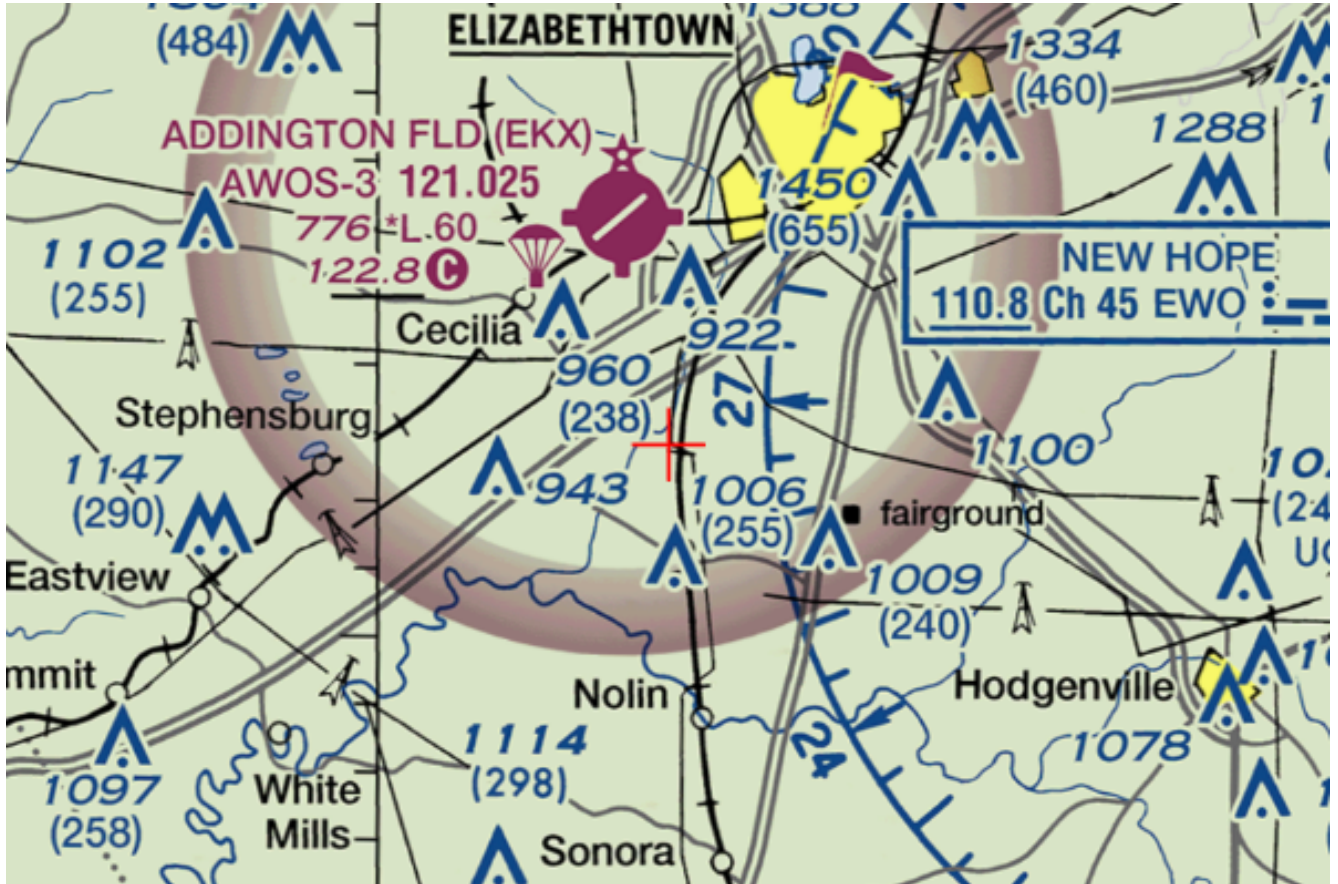 ELIZABETHTOWN
(484)
1334
(460)
1288
ADDINGTON FLD (EKX)
AWOS-3 121.025
776 *L 60
122.8 C
1450
(655)
1102
(255)
NEW HOPE
110.8 Ch 45 EWO
Cecilia
922
960
(238)
27
Stephensburg
1100
1147
(290)
943
1006
(255)
fairground
Eastview
1009
(240)
mmit
Nolin
Hodgenville
1078
24
1114
(298)
1097
(258)
White
Mills
Sonora